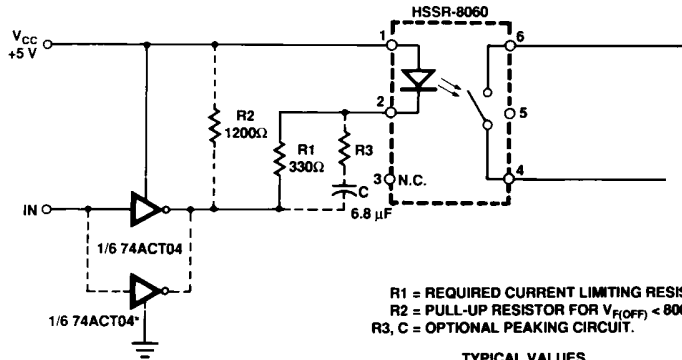 HSSR-8060
VCC
+5 V
1
6
R2
1200Ω
2
R1
330Ω
R3
5
3
N.C.
4
C
6.8 μF
IN
1/6 74ACT04
1/6 74ACT04*
R1 = REQUIRED CURRENT LIMITING
R2 = PULL-UP RESISTOR FOR VF(OFF) <
R3, C = OPTIONAL PEAKING CIRCUIT.
TYPICAL VALUES